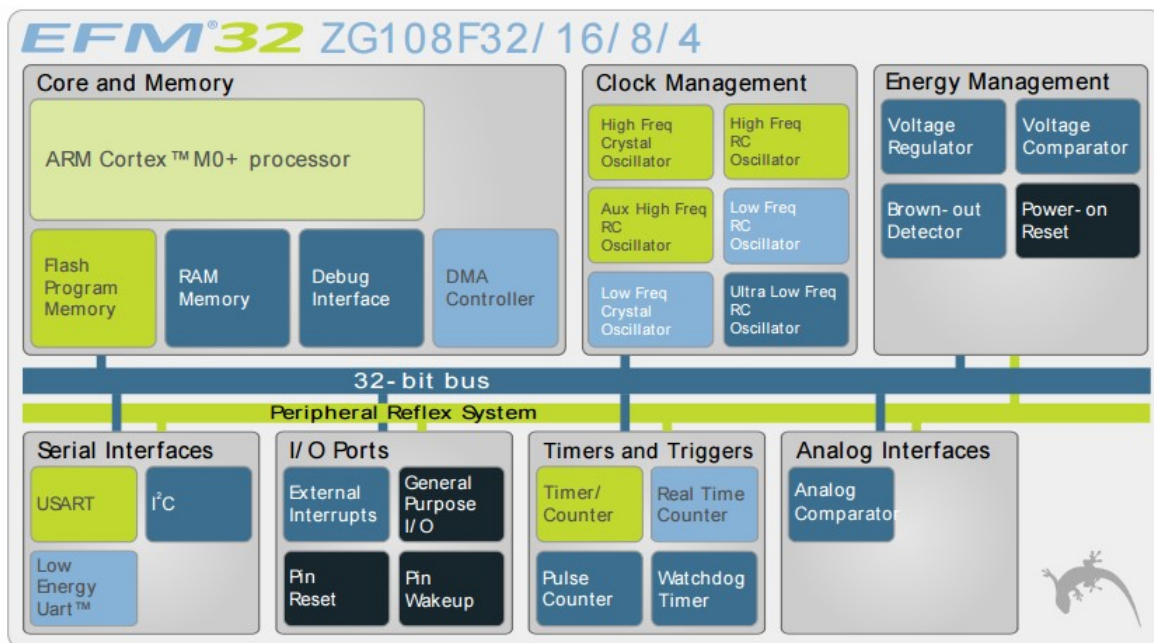 EFM®32 ZG108F32/16/8/4
Core and Memory
ARM Cortex™ M0+ processor
Flash
Program
Memory
RAM
Memory
Debug
Interface
DMA
Controller
Clock Management
High Freq
Crystal
Oscillator
High Freq
RC
Oscillator
Aux High Freq
RC
Oscillator
Low Freq
RC
Oscillator
Low Freq
Crystal
Oscillator
Ultra Low Freq
RC
Oscillator
Energy Management
Voltage
Regulator
Voltage
Comparator
Brown-out
Detector
Power-on
Reset
32-bit bus
Peripheral Reflex System
Serial Interfaces
USART
I²C
Low
Energy
Uart™
I/O Ports
External
Interrupts
General
Purpose
I/O
Pin
Reset
Pin
Wakeup
Timers and Triggers
Timer/
Counter
Real Time
Counter
Pulse
Counter
Watchdog
Timer
Analog Interfaces
Analog
Comparator